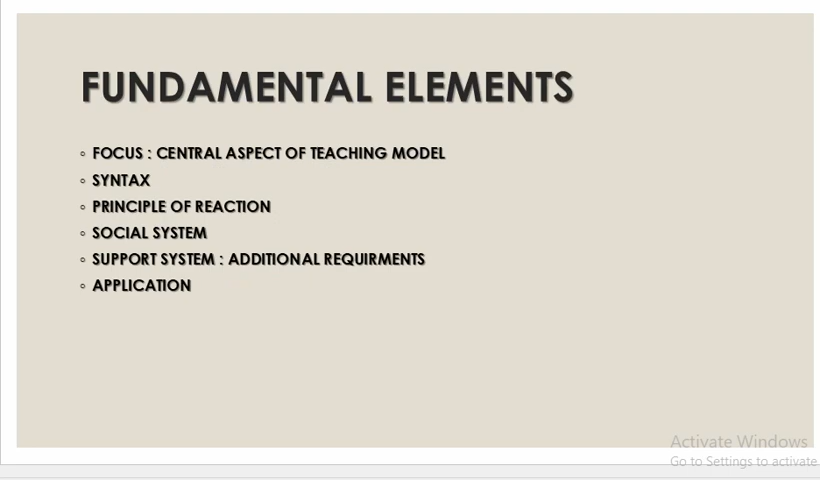 FUNDAMENTAL ELEMENTS
◦ FOCUS : CENTRAL ASPECT OF TEACHING MODEL
◦ SYNTAX
◦ PRINCIPLE OF REACTION
◦ SOCIAL SYSTEM
◦ SUPPORT SYSTEM : ADDITIONAL REQUIRMENTS
◦ APPLICATION
Activate Windows
Go to Settings to activate